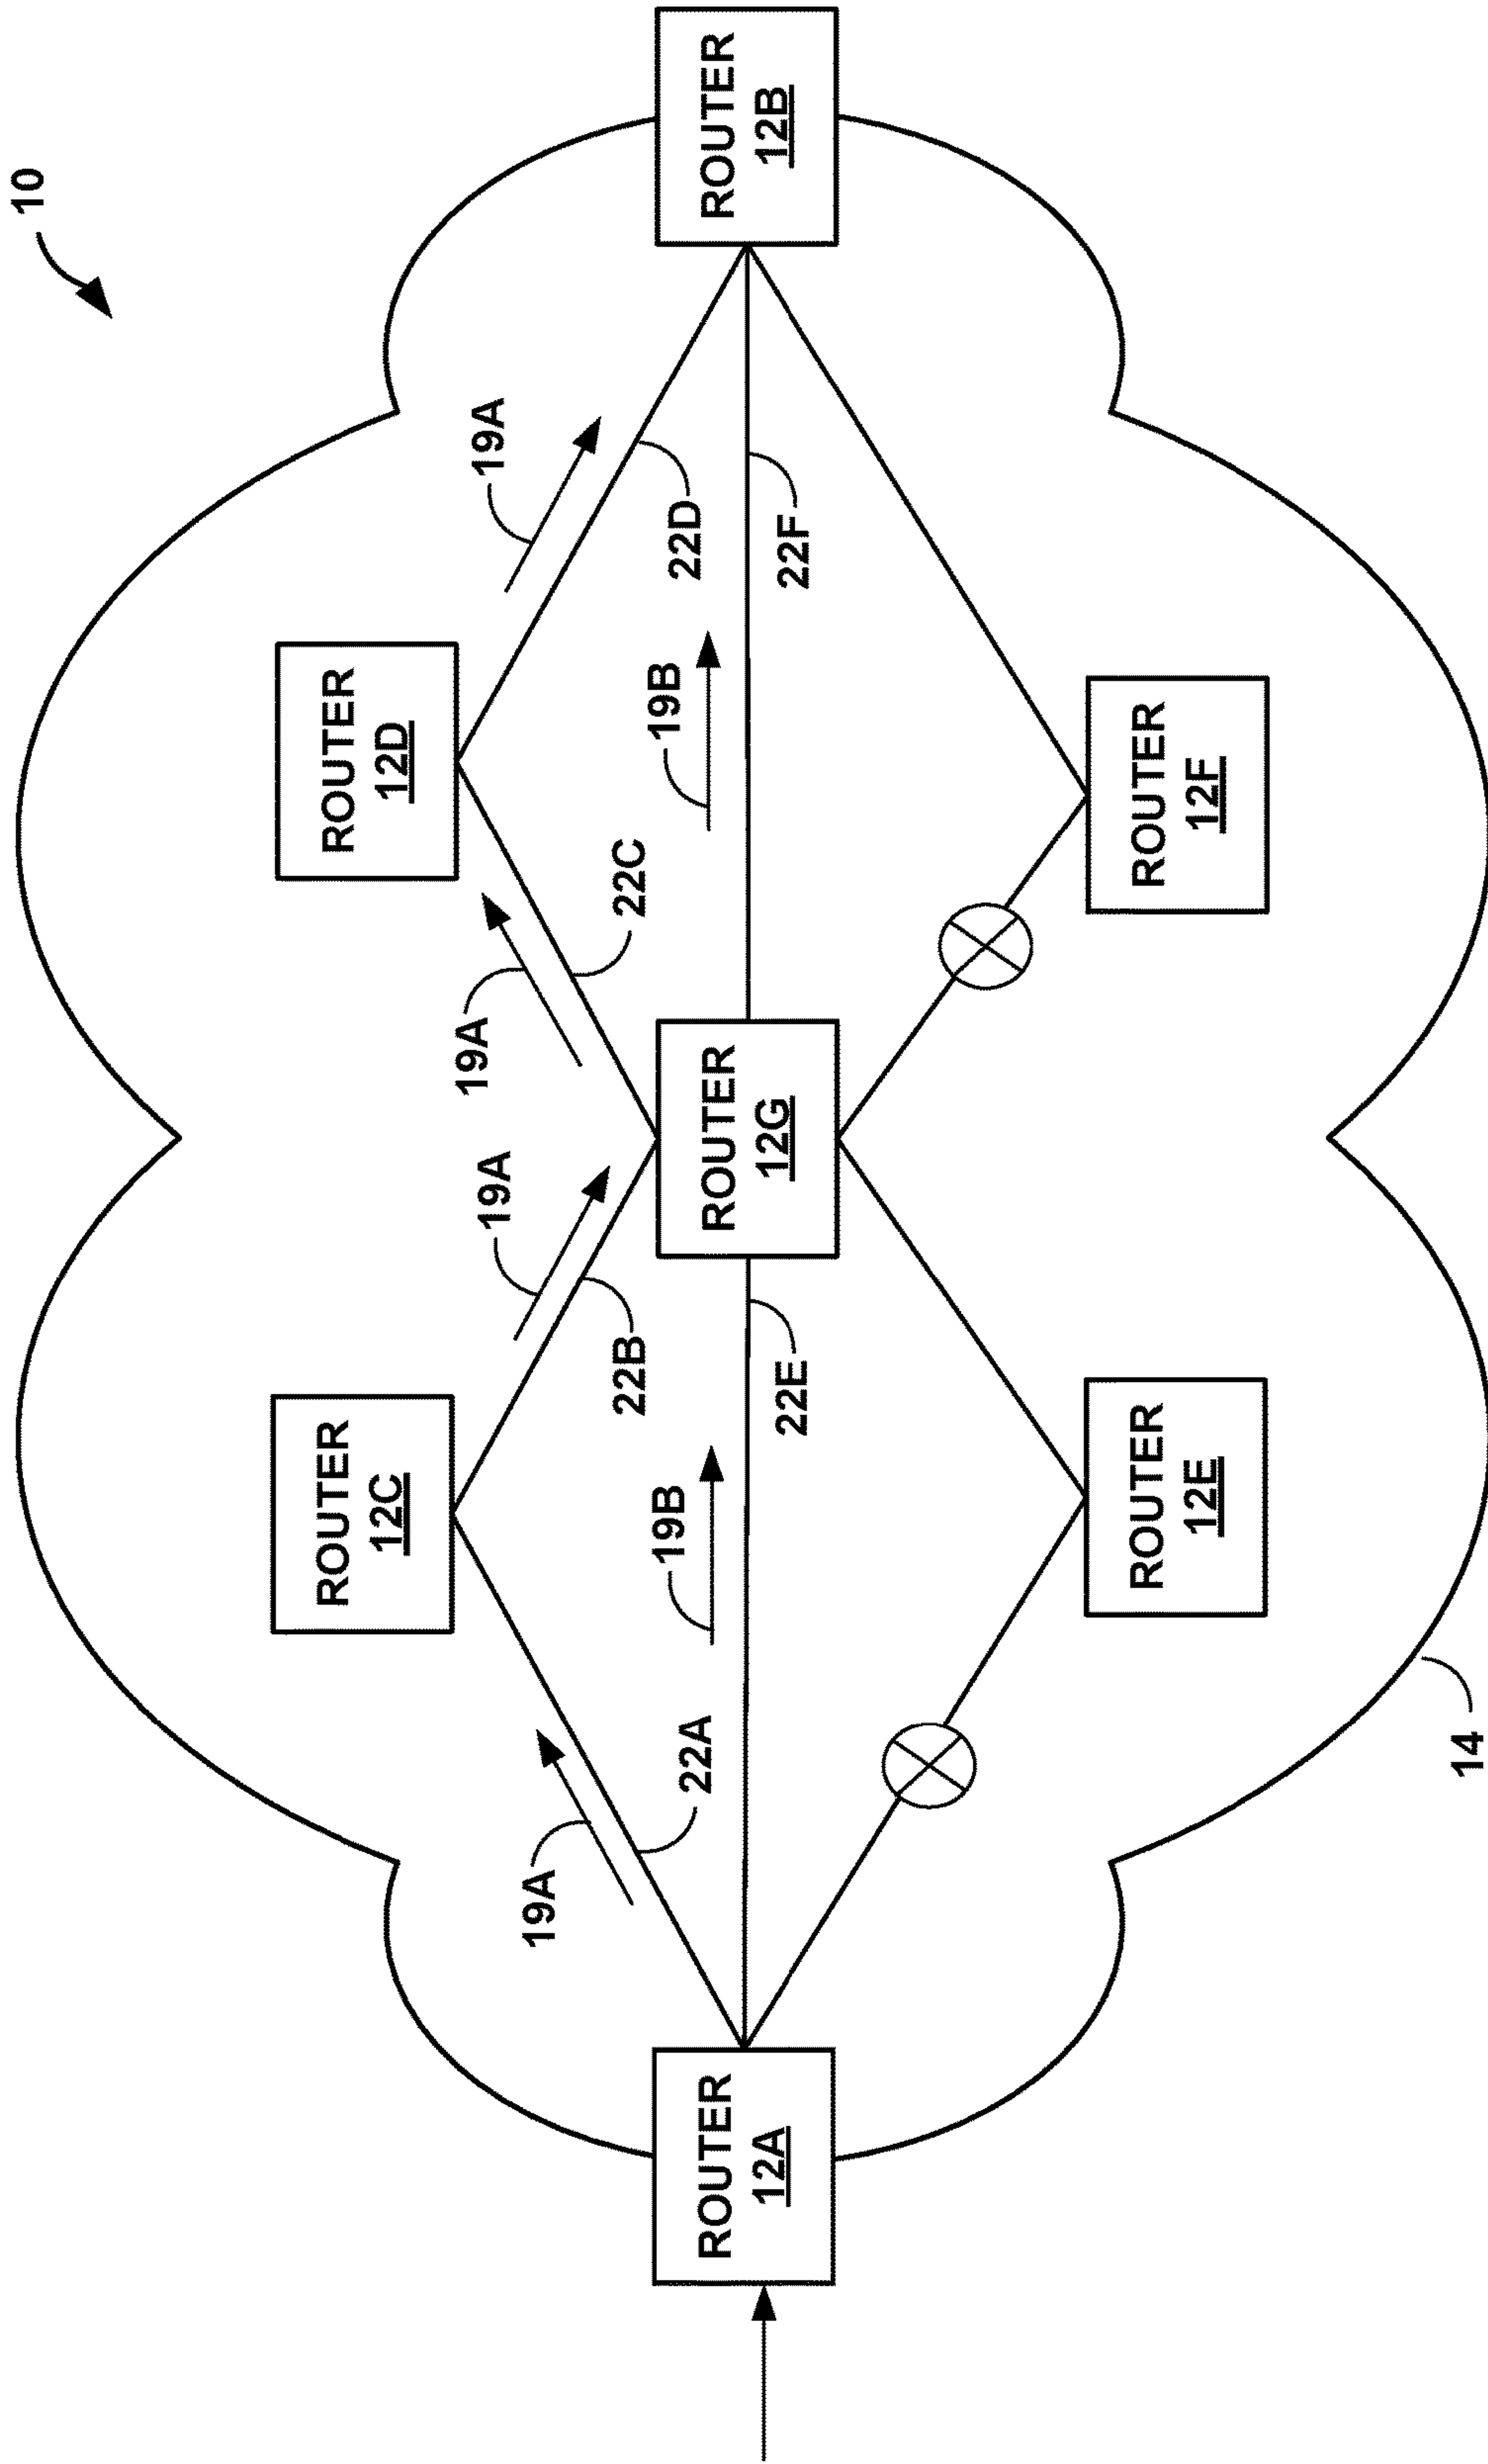 10
ROUTER
12C
ROUTER
12D
19A
19A
19A
19A
22A
22B
22C
22D
ROUTER
12A
19B
ROUTER
12G
19B
ROUTER
12B
22E
22F
ROUTER
12E
ROUTER
12F
14